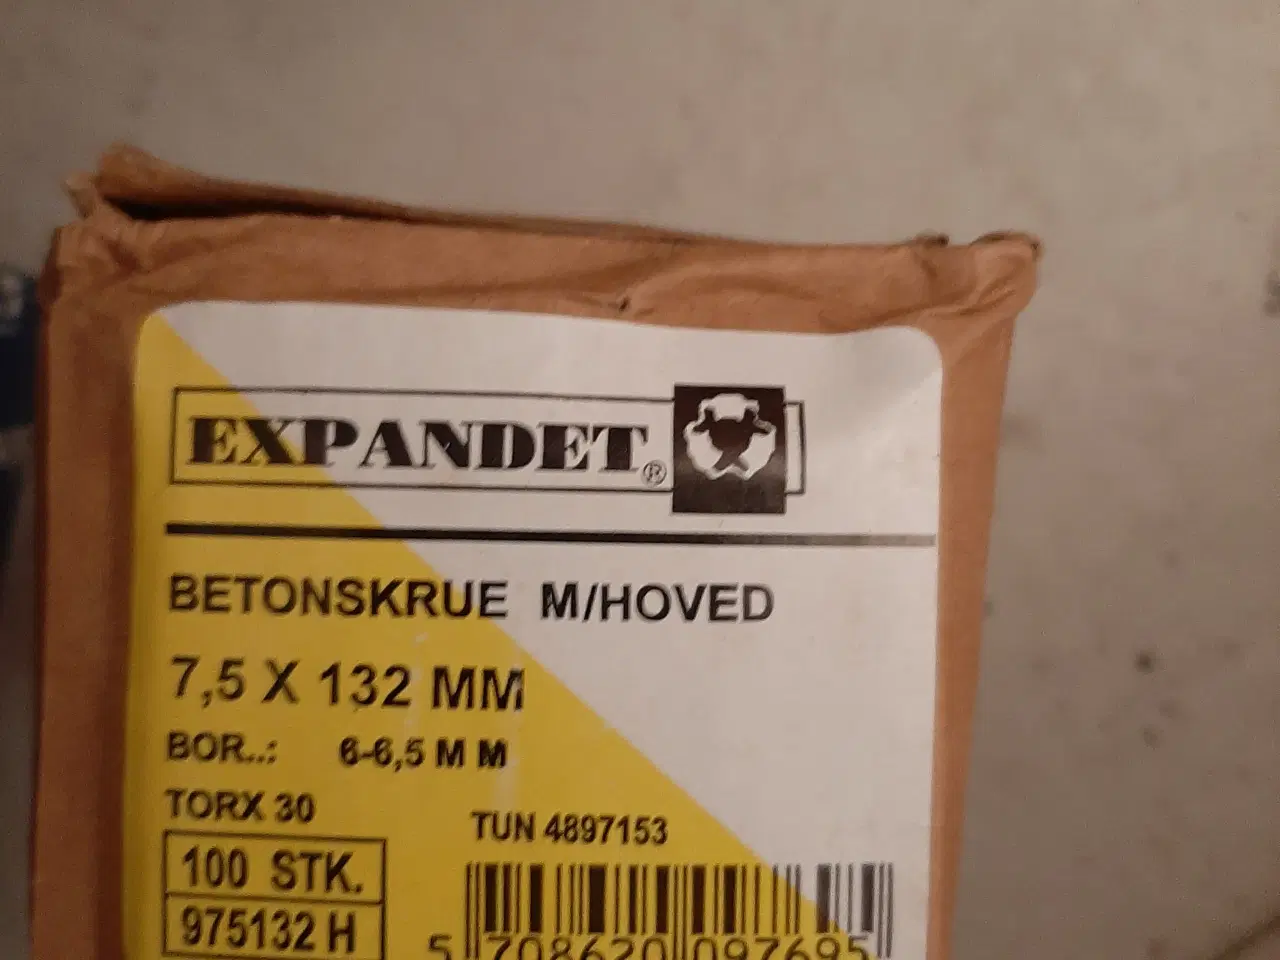 EXPANDET®
BETONSKRUE M/HOVED
7,5 X 132 MM
BOR..: 6-6,5 M M
TORX 30
TUN 4897153
100 STK.
975132 H
5 708620 097695